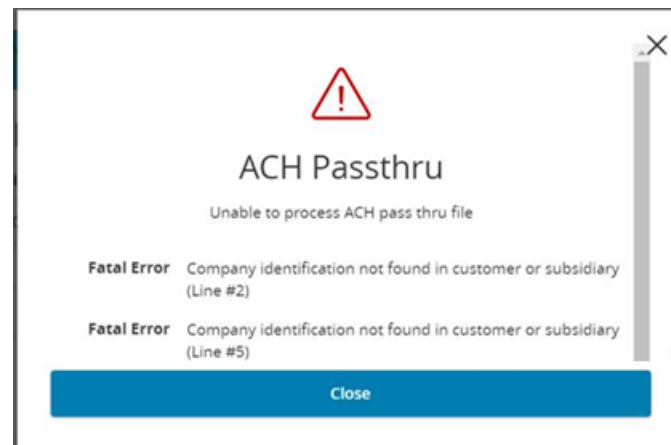 ACH Passthru
Unable to process ACH pass thru file
Fatal Error Company identification not found in customer or subsidiary
(Line #2)
Fatal Error Company identification not found in customer or subsidiary
(Line #5)
Close